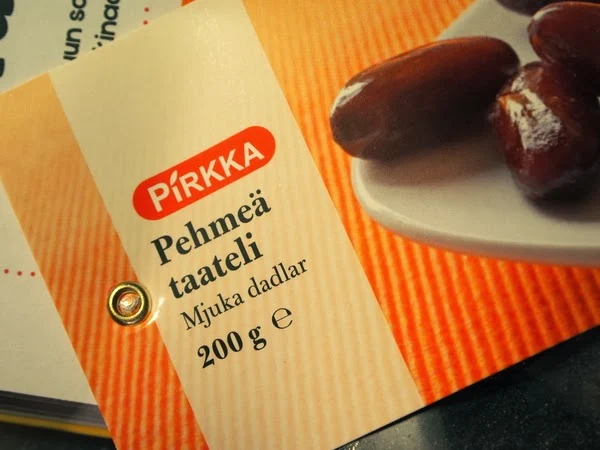 PIRKKA
Pehmeä
taateli
Mjuka dadlar
200 g ℮